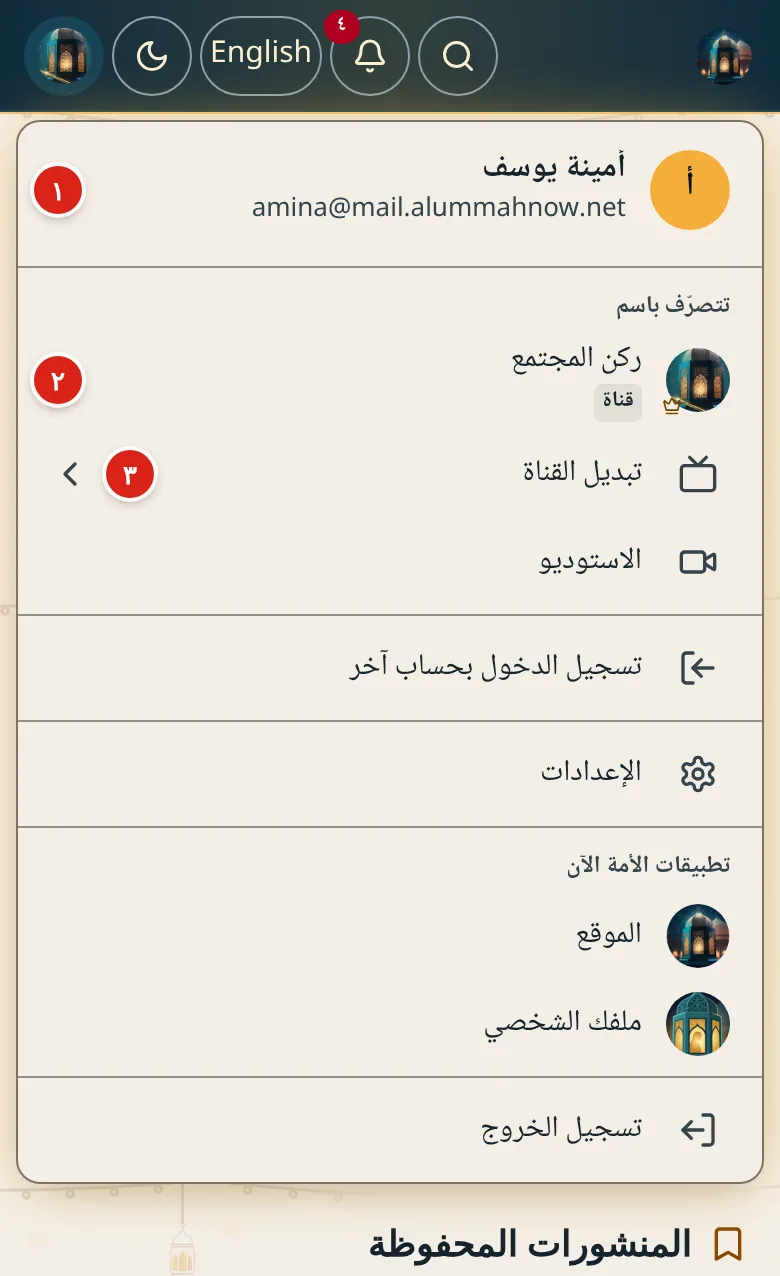 English
٤
أمينة يوسف
amina@mail.alummahnow.net
أ
١
تتصرّف باسم
ركن المجتمع
قناة
٢
تبديل القناة
٣
الاستوديو
تسجيل الدخول بحساب آخر
الإعدادات
تطبيقات الأمة الآن
الموقع
ملفك الشخصي
تسجيل الخروج
المنشورات المحفوظة